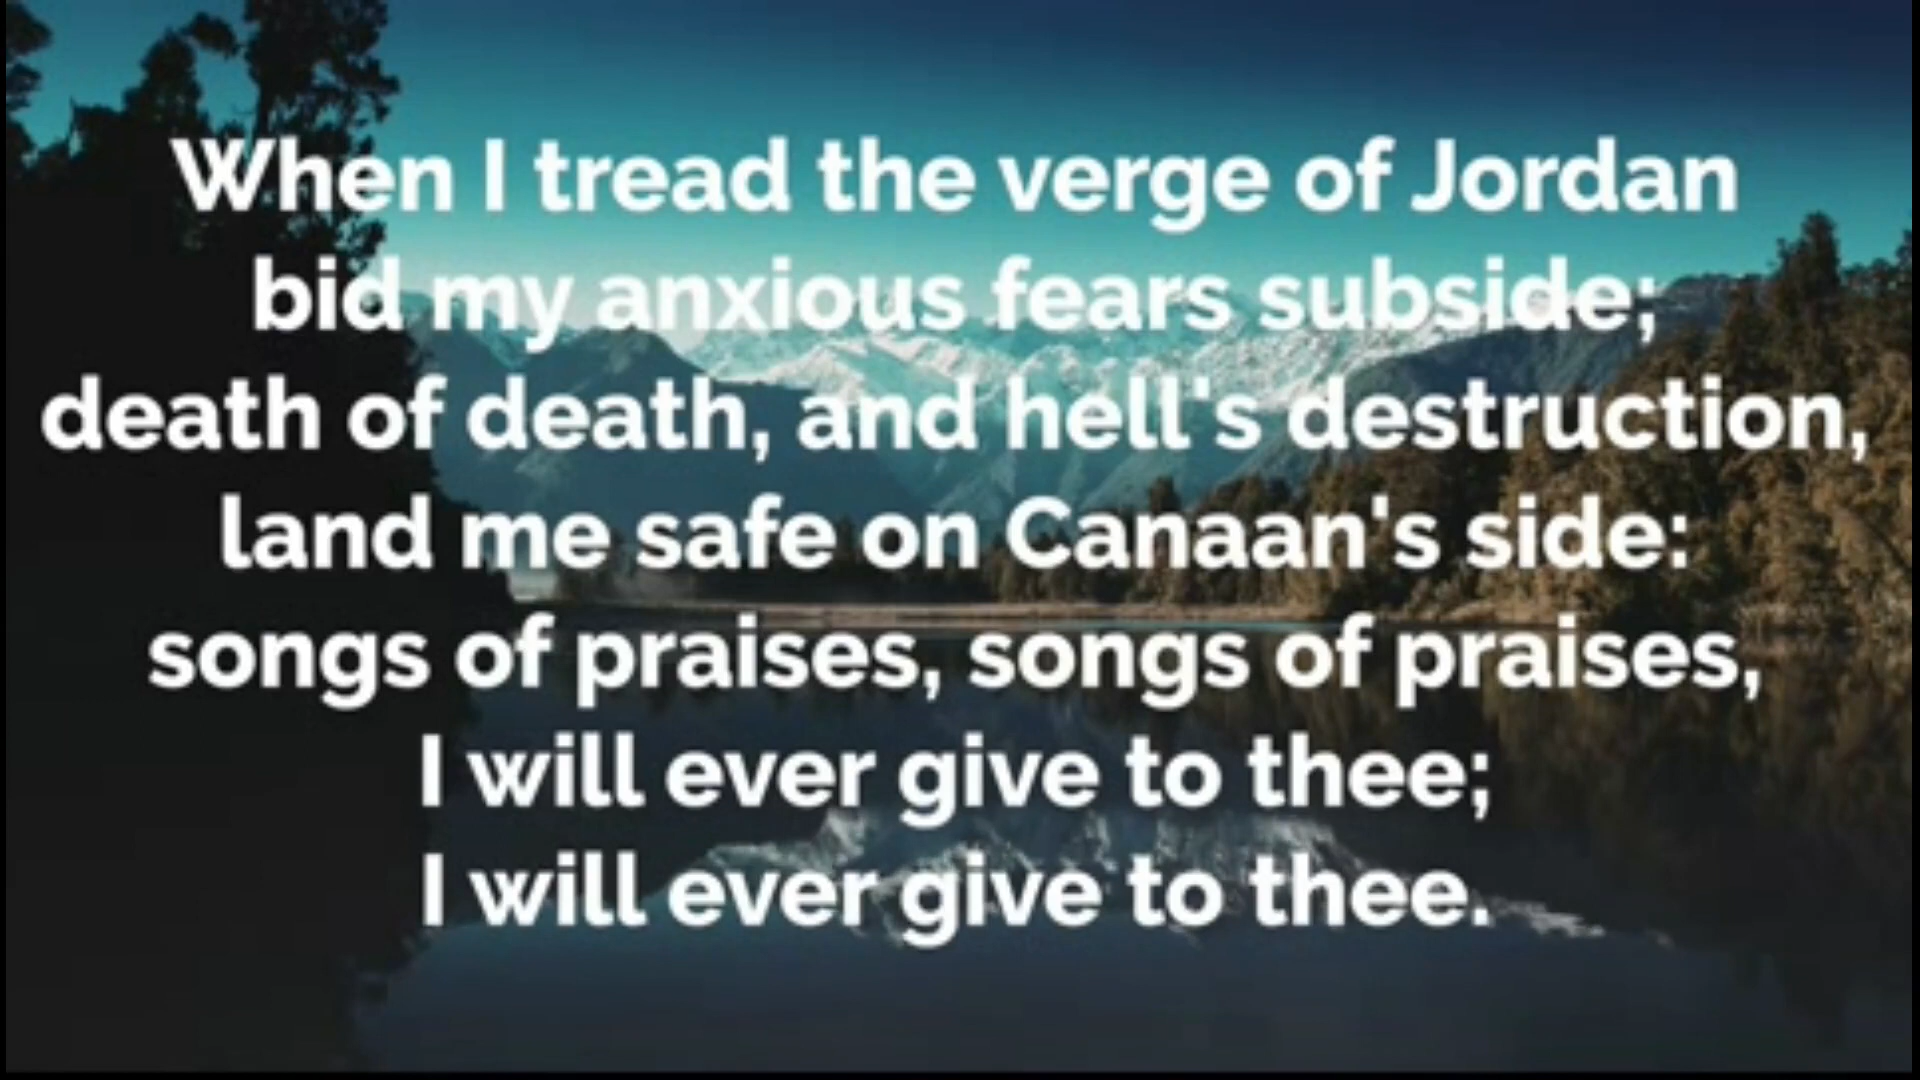 When I tread the verge of Jordan
bid my anxious fears subside;
death of death, and hell's destruction,
land me safe on Canaan's side:
songs of praises, songs of praises,
I will ever give to thee;
I will ever give to thee.